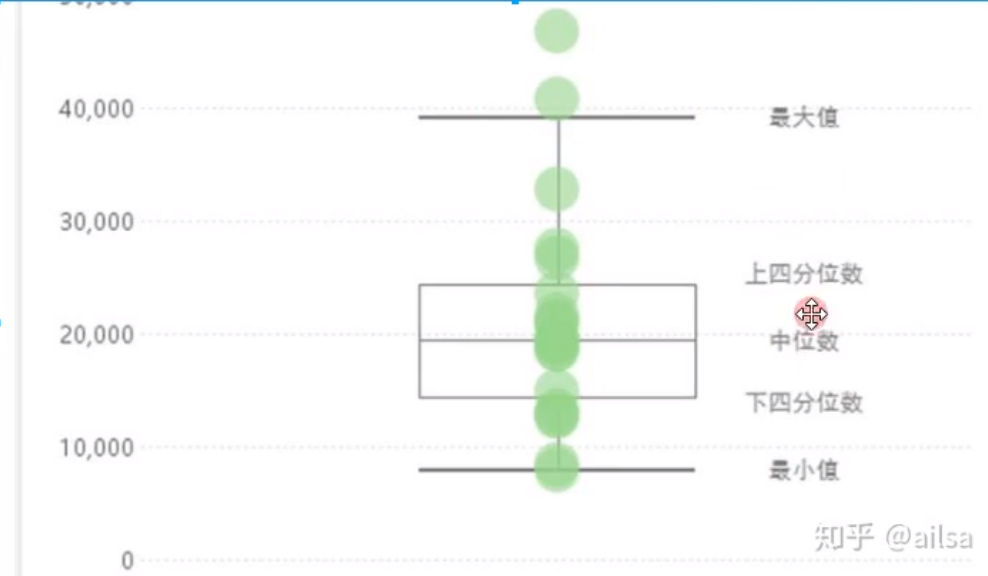 40,000
最大值
30,000
上四分位数
20,000
中位数
下四分位数
10,000
最小值
知乎 @ailsa
0